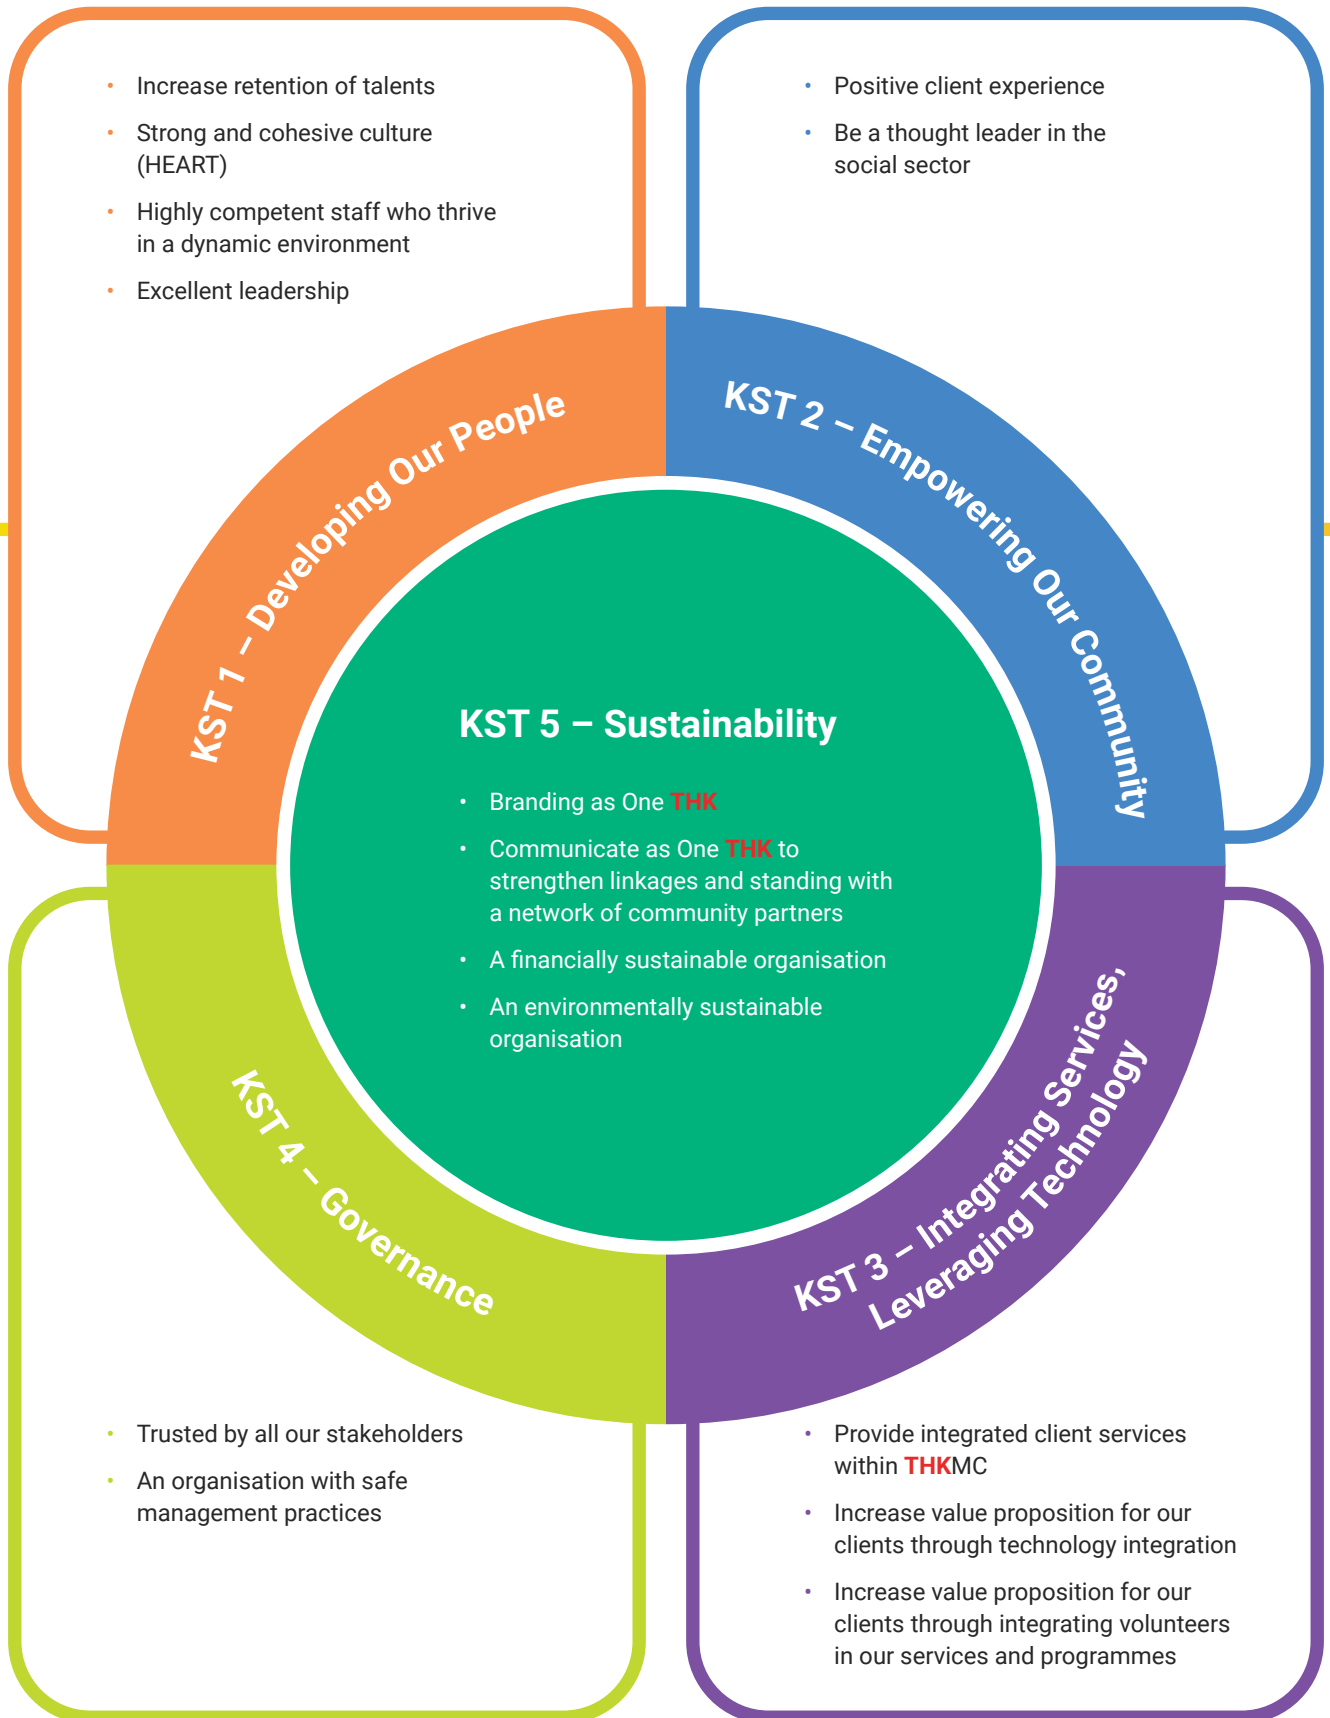 • Increase retention of talents
• Strong and cohesive culture
(HEART)
• Highly competent staff who thrive
in a dynamic environment
• Excellent leadership
• Positive client experience
• Be a thought leader in the
social sector
KST 1 – Developing Our People
KST 2 – Empowering Our Community
KST 5 – Sustainability
• Branding as One THK
• Communicate as One THK to
strengthen linkages and standing with
a network of community partners
• A financially sustainable organisation
• An environmentally sustainable
organisation
KST 4 – Governance
KST 3 – Integrating Services,
Leveraging Technology
• Trusted by all our stakeholders
• An organisation with safe
management practices
• Provide integrated client services
within THKMC
• Increase value proposition for our
clients through technology integration
• Increase value proposition for our
clients through integrating volunteers
in our services and programmes